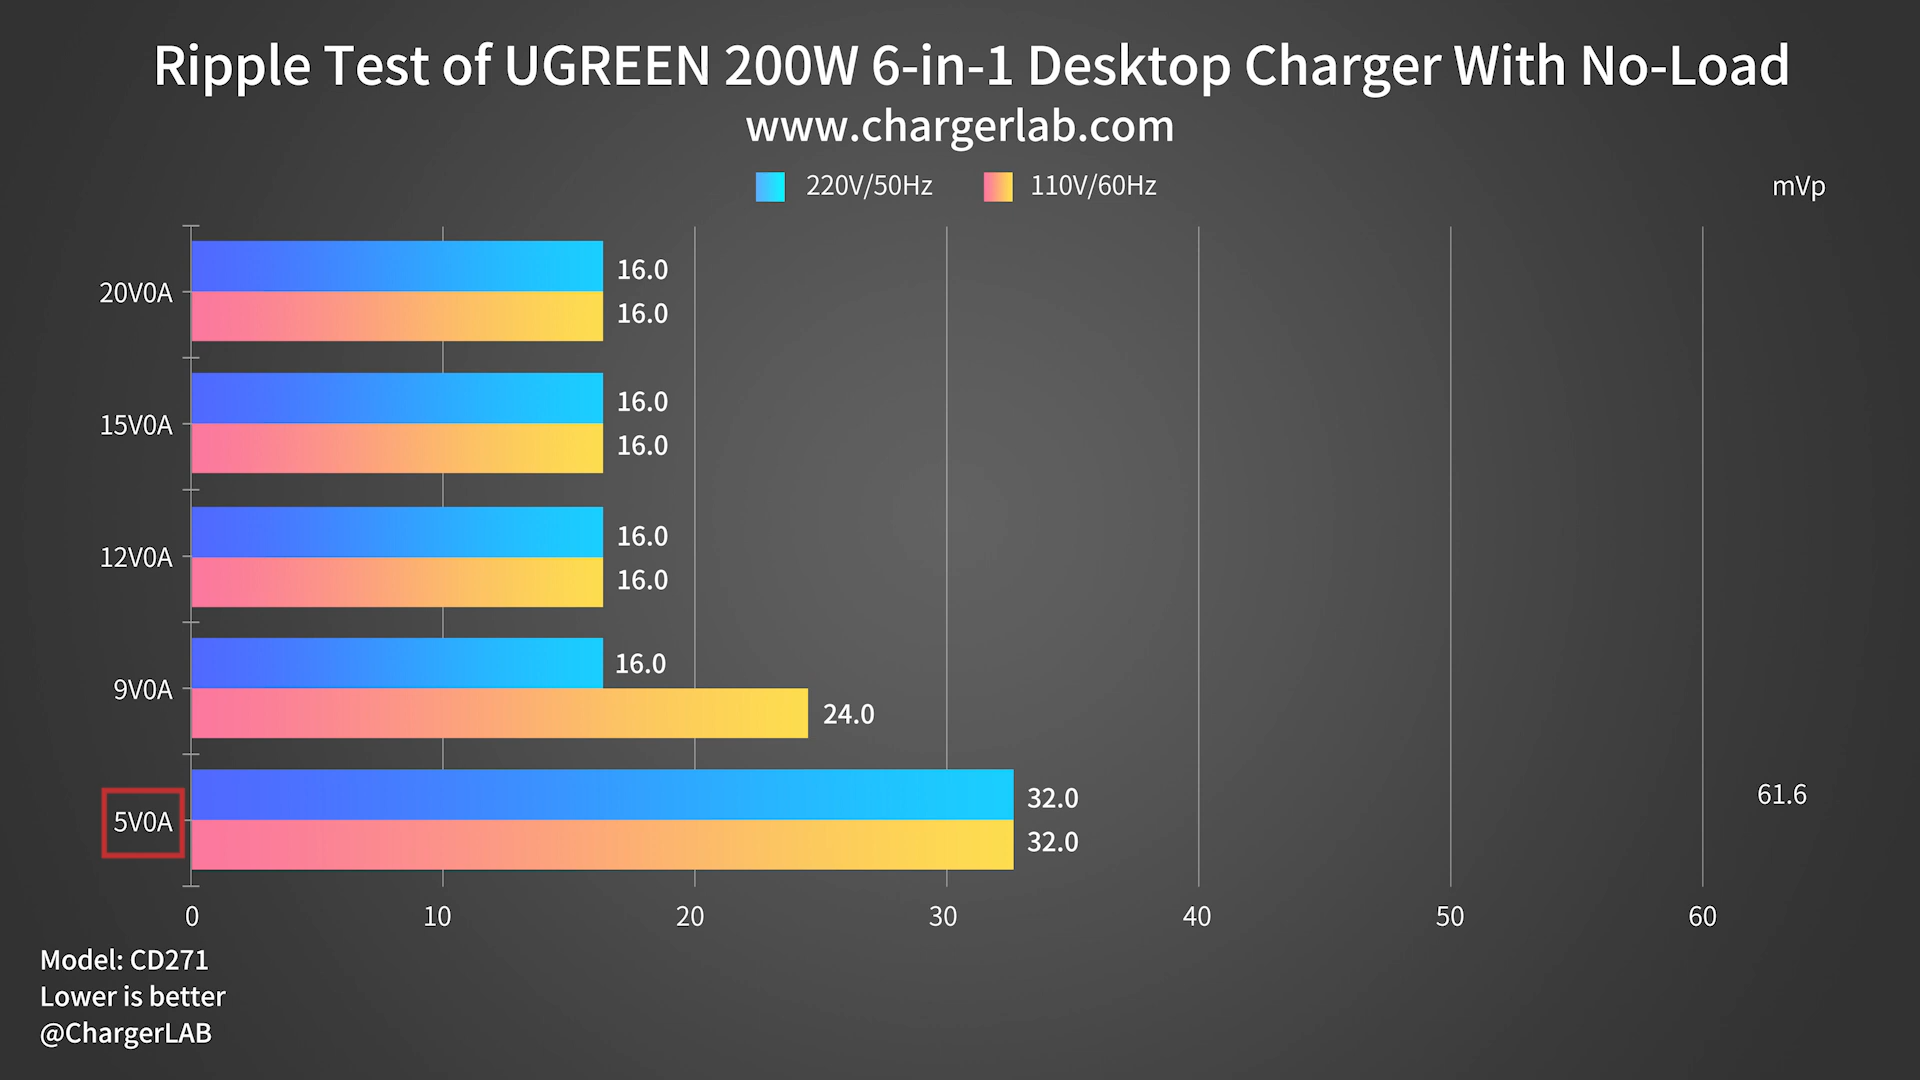 Ripple Test of UGREEN 200W 6-in-1 Desktop Charger With No-Load
www.chargerlab.com
220V/50Hz 110V/60Hz mVp
20V0A 16.0
16.0
15V0A 16.0
16.0
12V0A 16.0
16.0
9V0A 16.0
24.0
5V0A 32.0 61.6
32.0
0 10 20 30 40 50 60
Model: CD271
Lower is better
@ChargerLAB